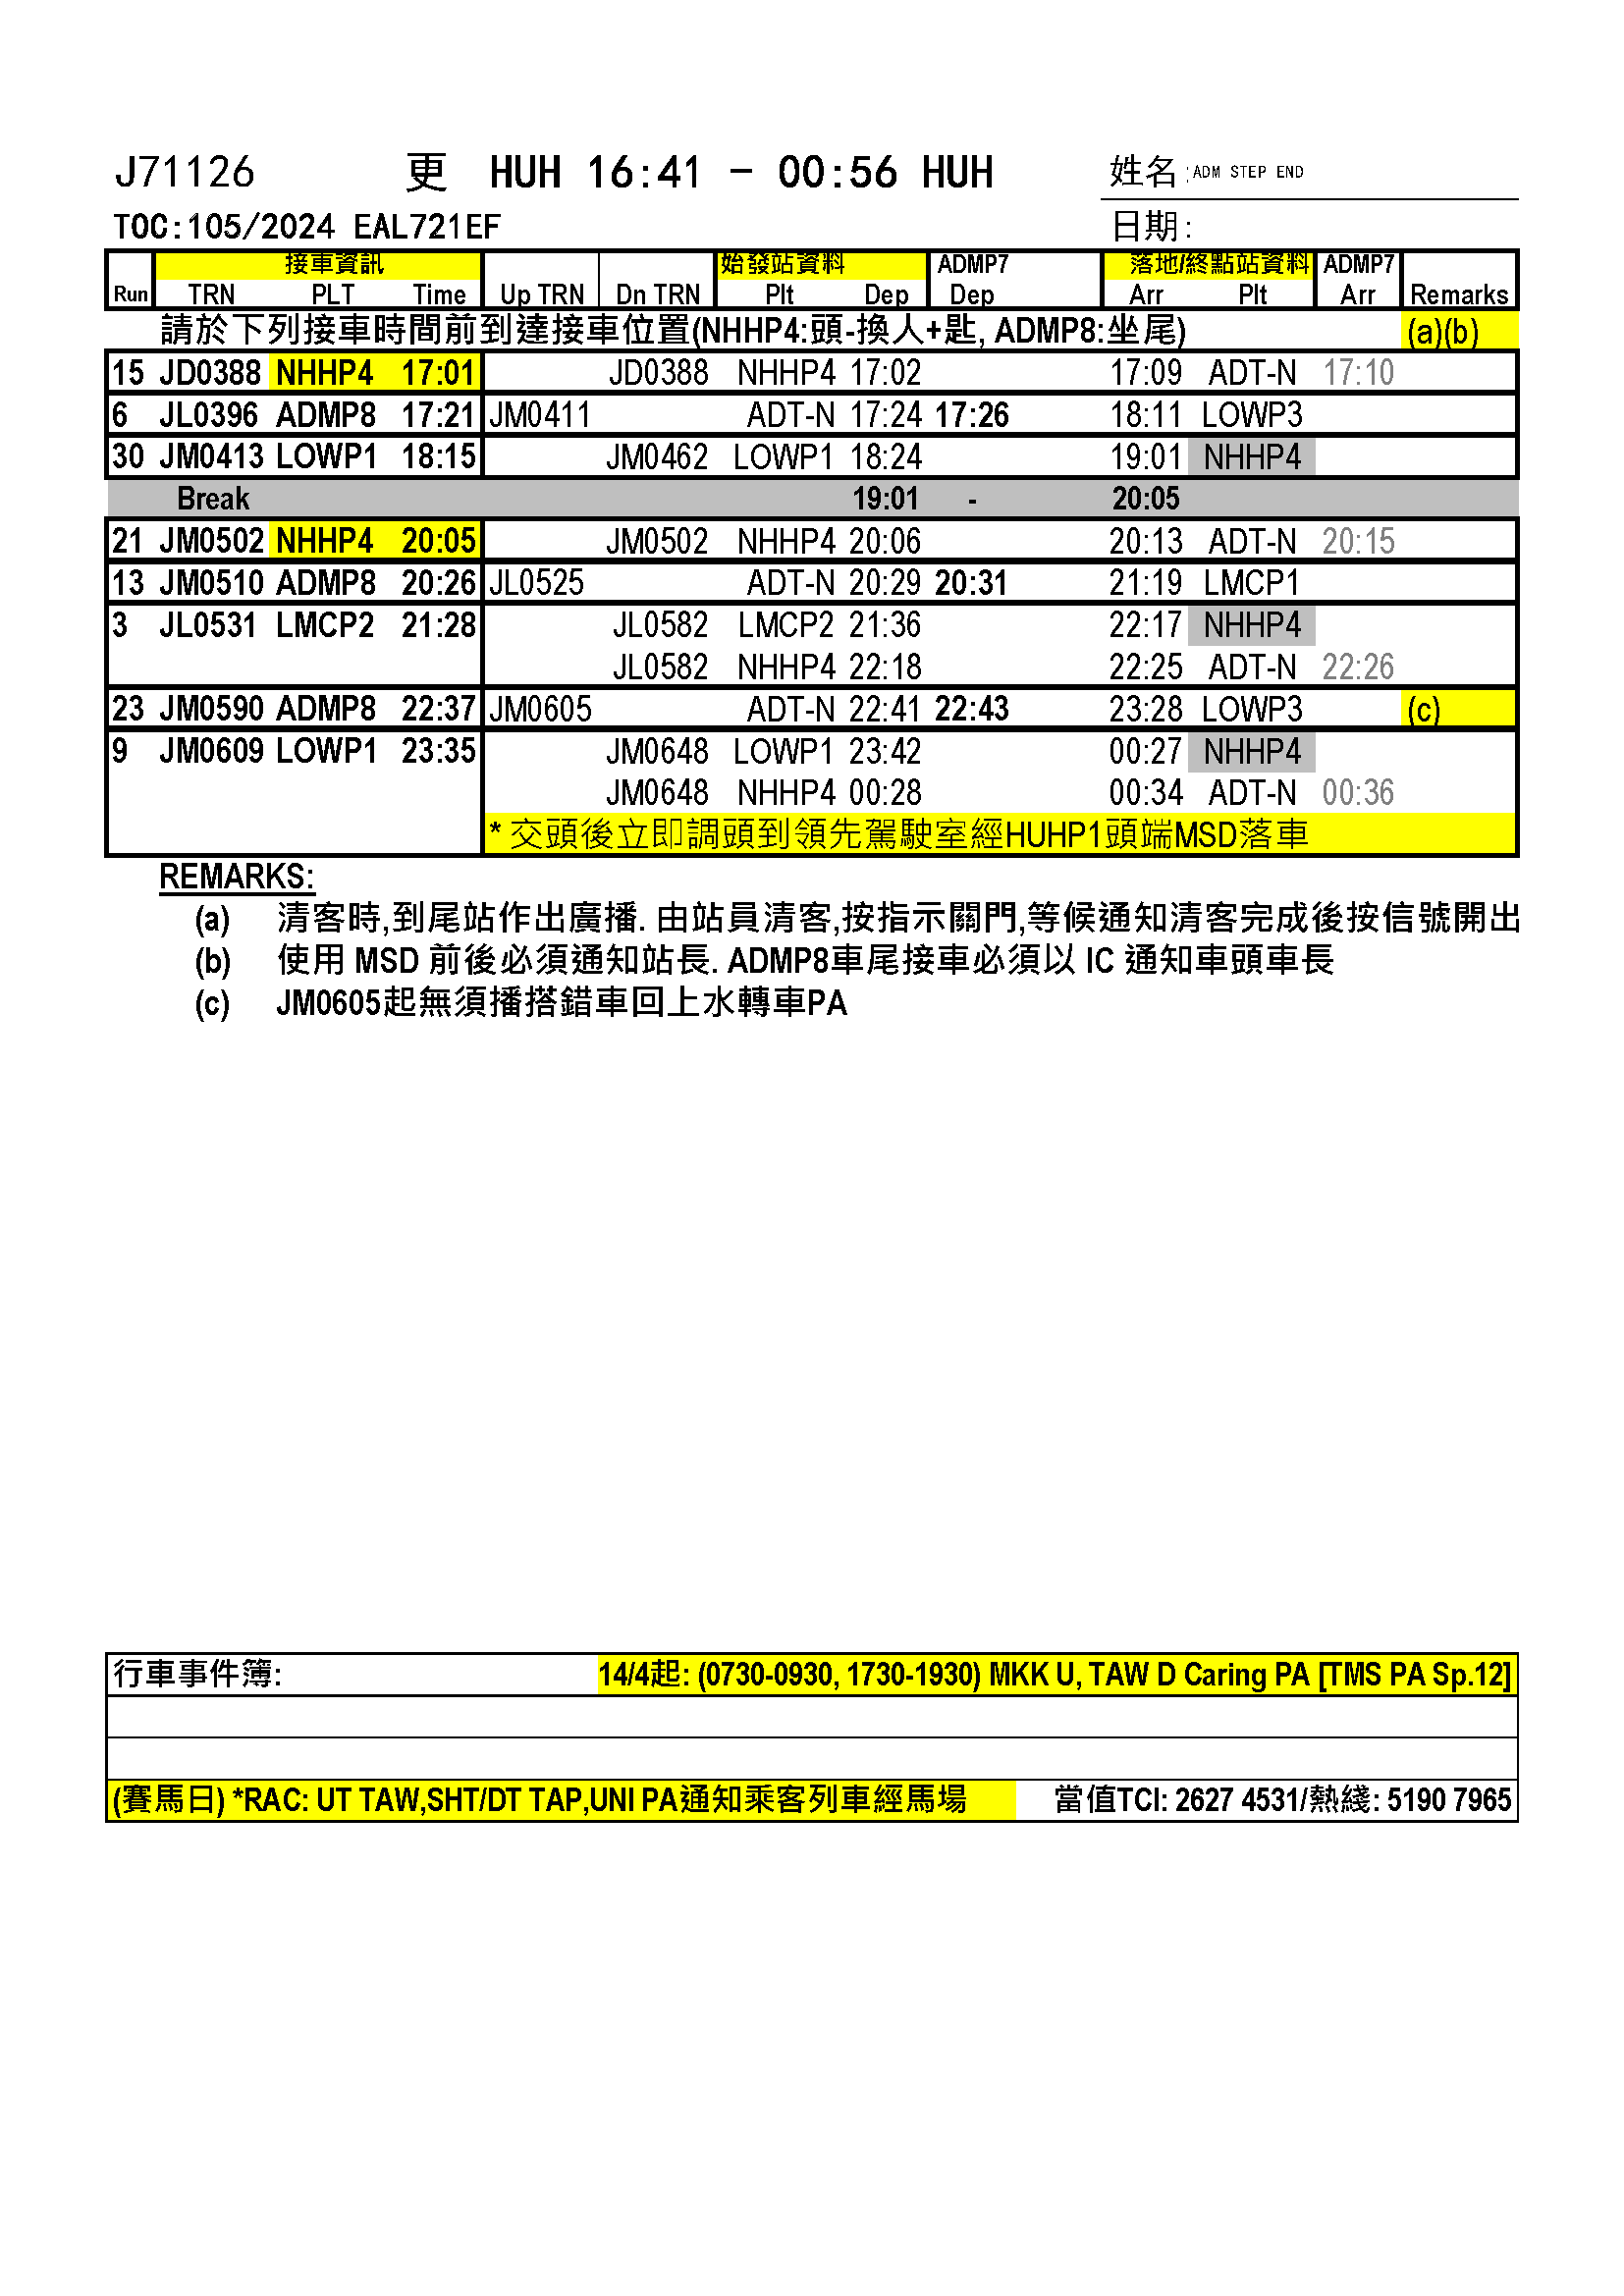 J71126 更 HUH 16:41 - 00:56 HUH 姓名:ADM STEP END
TOC:105/2024 EAL721EF 日期:
接車資訊 始發站資料 ADMP7 落地/終點站資料 ADMP7
Run TRN PLT Time Up TRN Dn TRN Plt Dep Dep Arr Plt Arr Remarks
請於下列接車時間前到達接車位置(NHHP4:頭-換人+匙, ADMP8:坐尾) (a)(b)
15 JD0388 NHHP4 17:01 JD0388 NHHP4 17:02 17:09 ADT-N 17:10
6 JL0396 ADMP8 17:21 JM0411 ADT-N 17:24 17:26 18:11 LOWP3
30 JM0413 LOWP1 18:15 JM0462 LOWP1 18:24 19:01 NHHP4
Break 19:01 - 20:05
21 JM0502 NHHP4 20:05 JM0502 NHHP4 20:06 20:13 ADT-N 20:15
13 JM0510 ADMP8 20:26 JL0525 ADT-N 20:29 20:31 21:19 LMCP1
3 JL0531 LMCP2 21:28 JL0582 LMCP2 21:36 22:17 NHHP4
JL0582 NHHP4 22:18 22:25 ADT-N 22:26
23 JM0590 ADMP8 22:37 JM0605 ADT-N 22:41 22:43 23:28 LOWP3 (c)
9 JM0609 LOWP1 23:35 JM0648 LOWP1 23:42 00:27 NHHP4
JM0648 NHHP4 00:28 00:34 ADT-N 00:36
* 交頭後立即調頭到領先駕駛室經HUHP1頭端MSD落車
REMARKS:
(a) 清客時,到尾站作出廣播. 由站員清客,按指示關門,等候通知清客完成後按信號開出
(b) 使用 MSD 前後必須通知站長. ADMP8車尾接車必須以 IC 通知車頭車長
(c) JM0605起無須播搭錯車回上水轉車PA
行車事件簿: 14/4起: (0730-0930, 1730-1930) MKK U, TAW D Caring PA [TMS PA Sp.12]
(賽馬日) *RAC: UT TAW,SHT/DT TAP,UNI PA通知乘客列車經馬場 當值TCI: 2627 4531/熱綫: 5190 7965